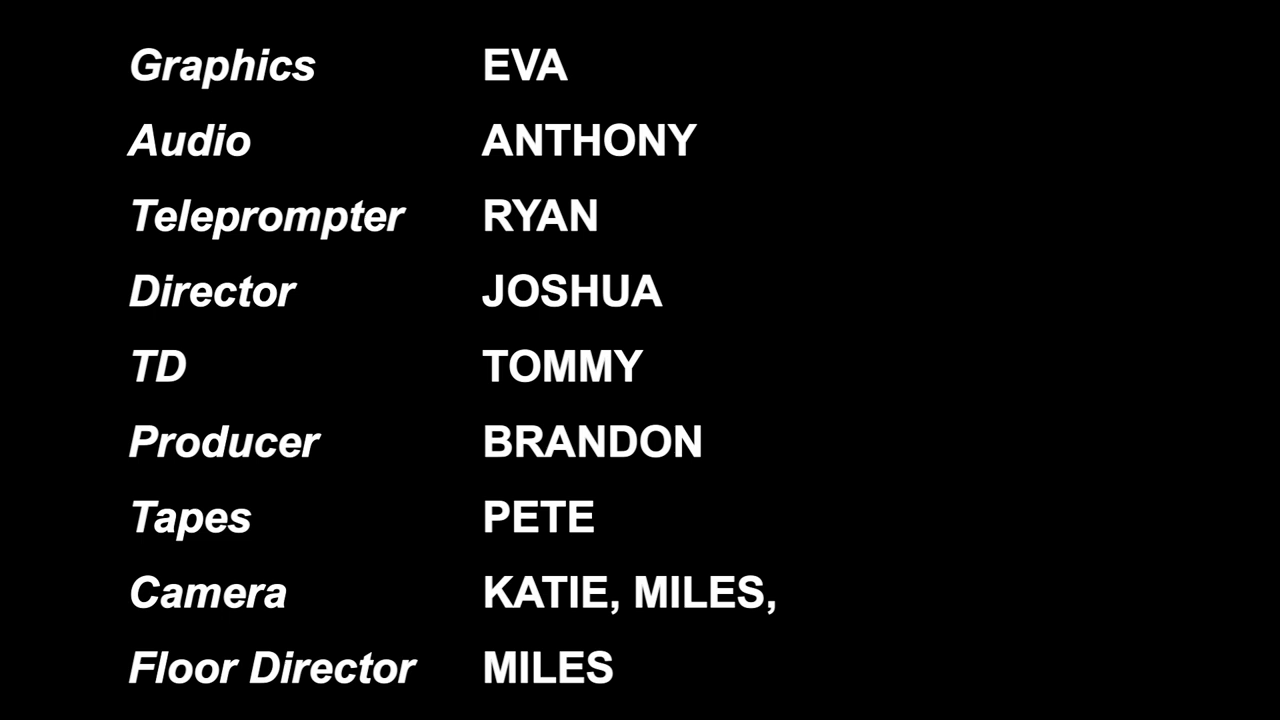 Graphics EVA
Audio ANTHONY
Teleprompter RYAN
Director JOSHUA
TD TOMMY
Producer BRANDON
Tapes PETE
Camera KATIE, MILES,
Floor Director MILES